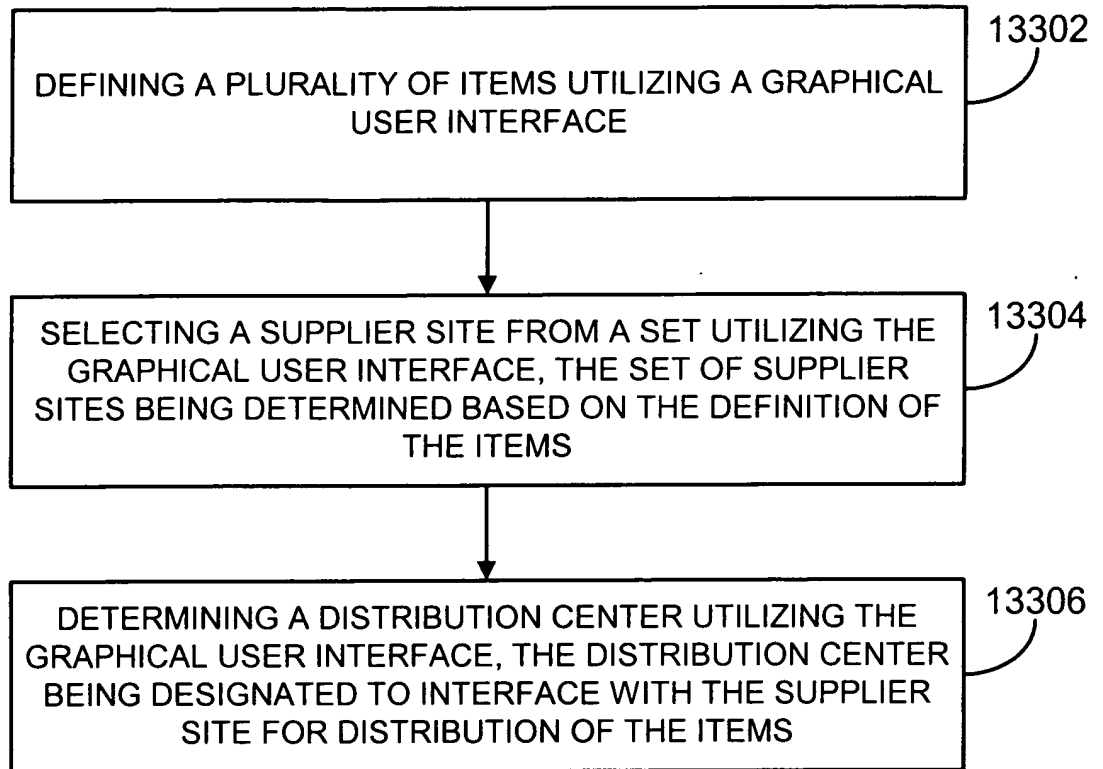 13302
DEFINING A PLURALITY OF ITEMS UTILIZING A GRAPHICAL
USER INTERFACE
13304
SELECTING A SUPPLIER SITE FROM A SET UTILIZING THE
GRAPHICAL USER INTERFACE, THE SET OF SUPPLIER
SITES BEING DETERMINED BASED ON THE DEFINITION OF
THE ITEMS
13306
DETERMINING A DISTRIBUTION CENTER UTILIZING THE
GRAPHICAL USER INTERFACE, THE DISTRIBUTION CENTER
BEING DESIGNATED TO INTERFACE WITH THE SUPPLIER
SITE FOR DISTRIBUTION OF THE ITEMS